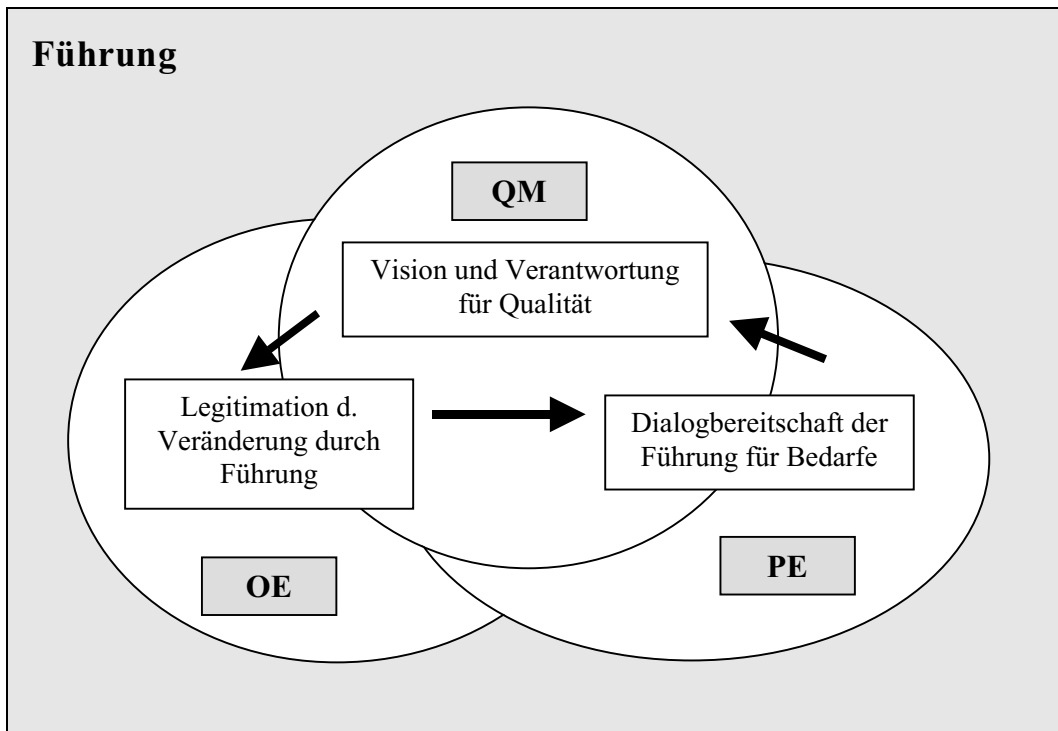 Führung
QM
Vision und Verantwortung
für Qualität
Legitimation d.
Veränderung durch
Führung
Dialogbereitschaft der
Führung für Bedarfe
OE
PE